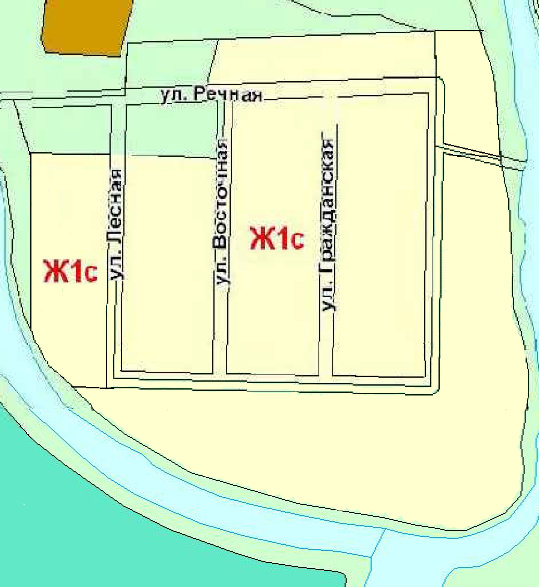 ул. Речная
ул. Лесная
ул. Восточная
ул. Гражданская
Ж1с
Ж1с